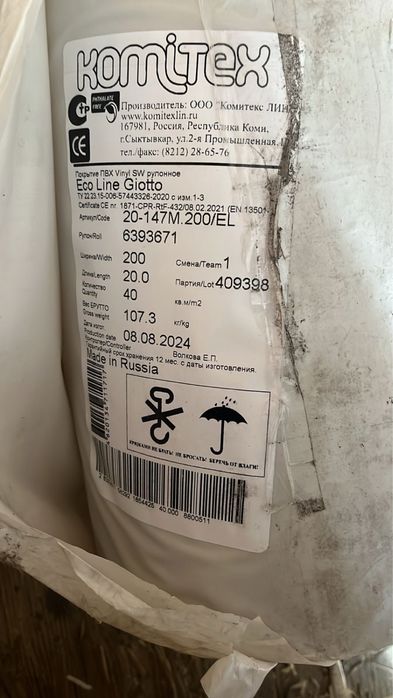 Komitex
PHTHALATE
FREE
Производитель: ООО "Комитекс ЛИН
www.komitexlin.ru
167981, Россия, Республика Коми,
г.Сыктывкар, ул.2-я Промышленная,
тел./факс: (8212) 28-65-76
CE
Покрытие ПВХ Vinyl SW рулонное
Eco Line Giotto
ТУ 22.23.15-006-57443326-2020 с изм.1-3
Certificate CE nr. 1871-CPR-RtF-432/08.02.2021 (EN 13501-
Артикул/Code 20-147M.200/EL
Рулон/Roll 6393671
Ширина/Width 200 Смена/Team 1
Длина/Length 20.0 Партия/Lot 409398
Количество
Quantity 40 кв.м/m2
Вес БРУТТО
Gross weight 107.3 кг/kg
Дата изгот.
Production date 08.08.2024
Контролер/Controller Волкова Е.П.
Гарантийный срок хранения 12 мес. с даты изготовления.
Made in Russia
КРЮКАМИ НЕ БРАТЬ! НЕ БРОСАТЬ! БЕРЕЧЬ ОТ ВЛАГИ!
40.000 8800511